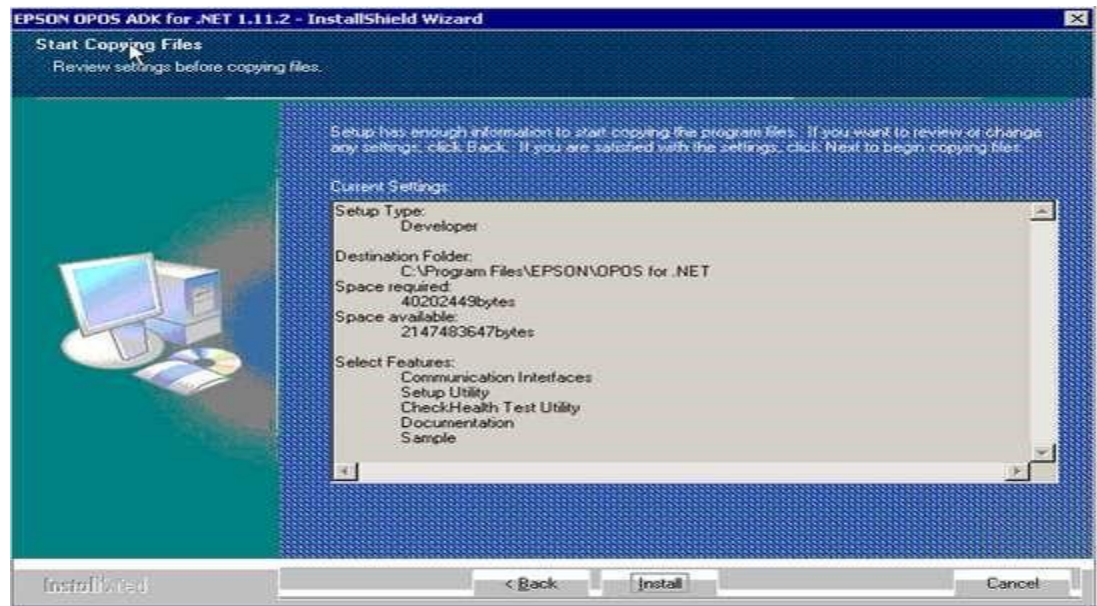 EPSON OPOS ADK for .NET 1.11.2 - InstallShield Wizard
Start Copying Files
Review settings before copying files.
Setup has enough information to start copying the program files. If you want to review or change
any settings, click Back. If you are satisfied with the settings, click Next to begin copying files.
Current Settings:
Setup Type:
Developer
Destination Folder:
C:\Program Files\EPSON\OPOS for .NET
Space required:
40202449bytes
Space available:
2147483647bytes
Select Features:
Communication Interfaces
Setup Utility
CheckHealth Test Utility
Documentation
Sample
InstallShield
< Back
Install
Cancel